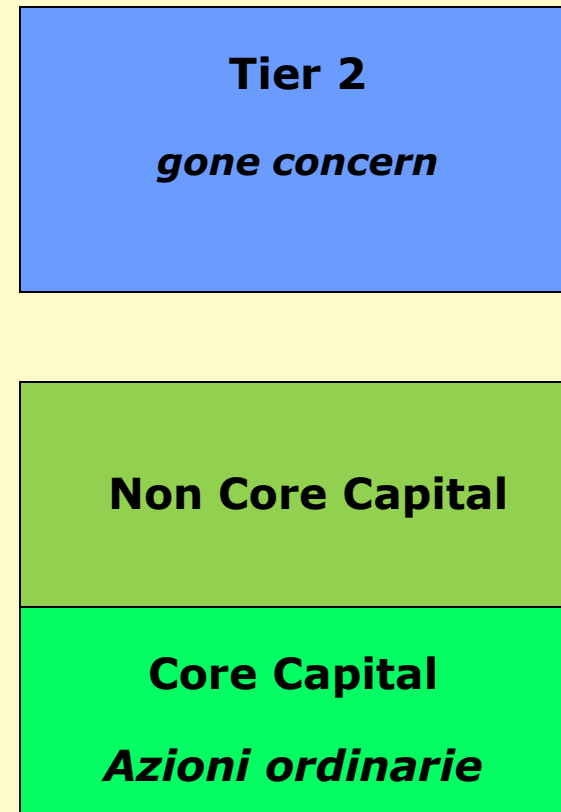 Tier 2
gone concern
Non Core Capital
Core Capital
Azioni ordinarie